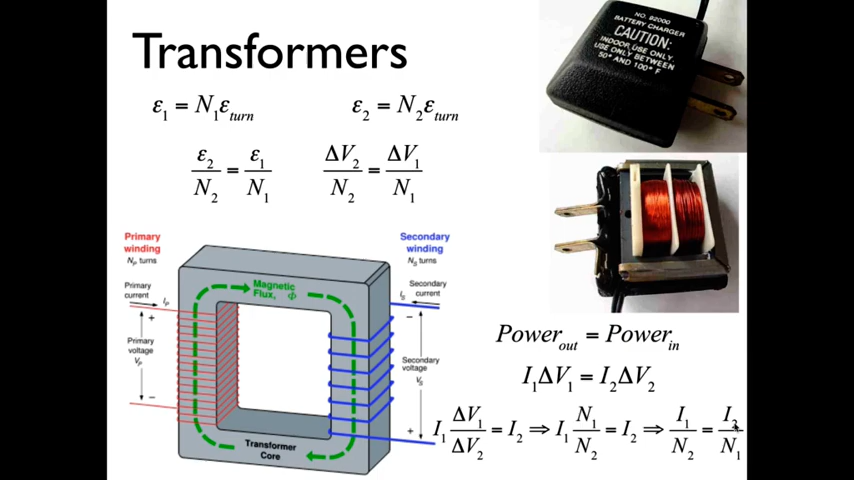 Transformers
ε₁ = N₁ε_turn
ε₂ = N₂ε_turn
ε₂/N₂ = ε₁/N₁
ΔV₂/N₂ = ΔV₁/N₁
NO. 92000
BATTERY CHARGER
CAUTION:
INDOOR USE ONLY.
USE ONLY BETWEEN
50° AND 100° F
Primary
winding
N_P turns
Primary
current
I_P
+
Primary
voltage
V_P
−
Magnetic
Flux, Φ
Transformer
Core
Secondary
winding
N_S turns
Secondary
current
I_S
−
Secondary
voltage
V_S
+
Power_out = Power_in
I₁ΔV₁ = I₂ΔV₂
I₁ ΔV₁/ΔV₂ = I₂ ⇒ I₁ N₁/N₂ = I₂ ⇒ I₁/N₂ = I₂/N₁